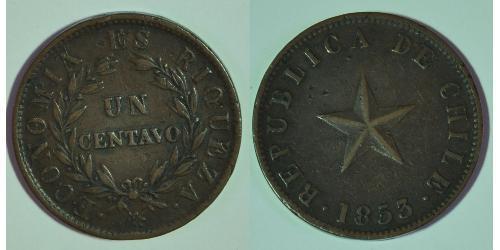 ECONOMIA ES RIQUEZA
UN
CENTAVO
REPUBLICA DE CHILE
1853